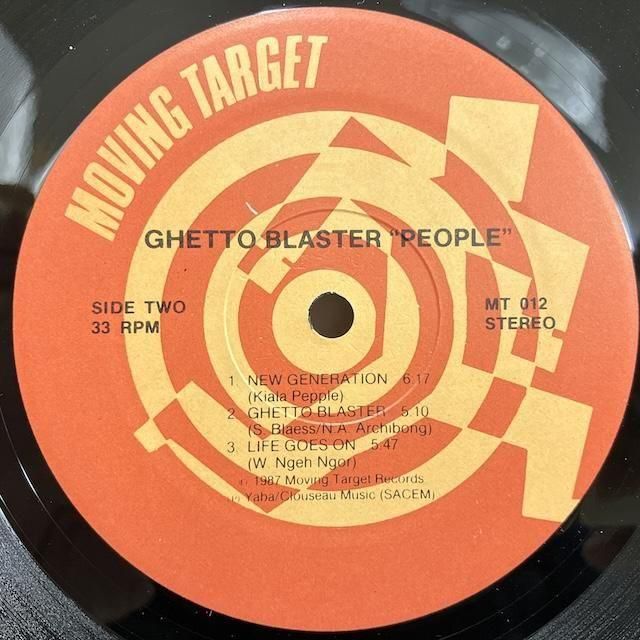 MOVING TARGET
GHETTO BLASTER "PEOPLE"
SIDE TWO
33 RPM
MT 012
STEREO
1. NEW GENERATION 6:17
(Kiala Pepple)
2. GHETTO BLASTER 5:10
(S. Blaess/N.A. Archibong)
3. LIFE GOES ON 5:47
(W. Ngeh Ngor)
1987 Moving Target Records
Yaba/Clouseau Music (SACEM)